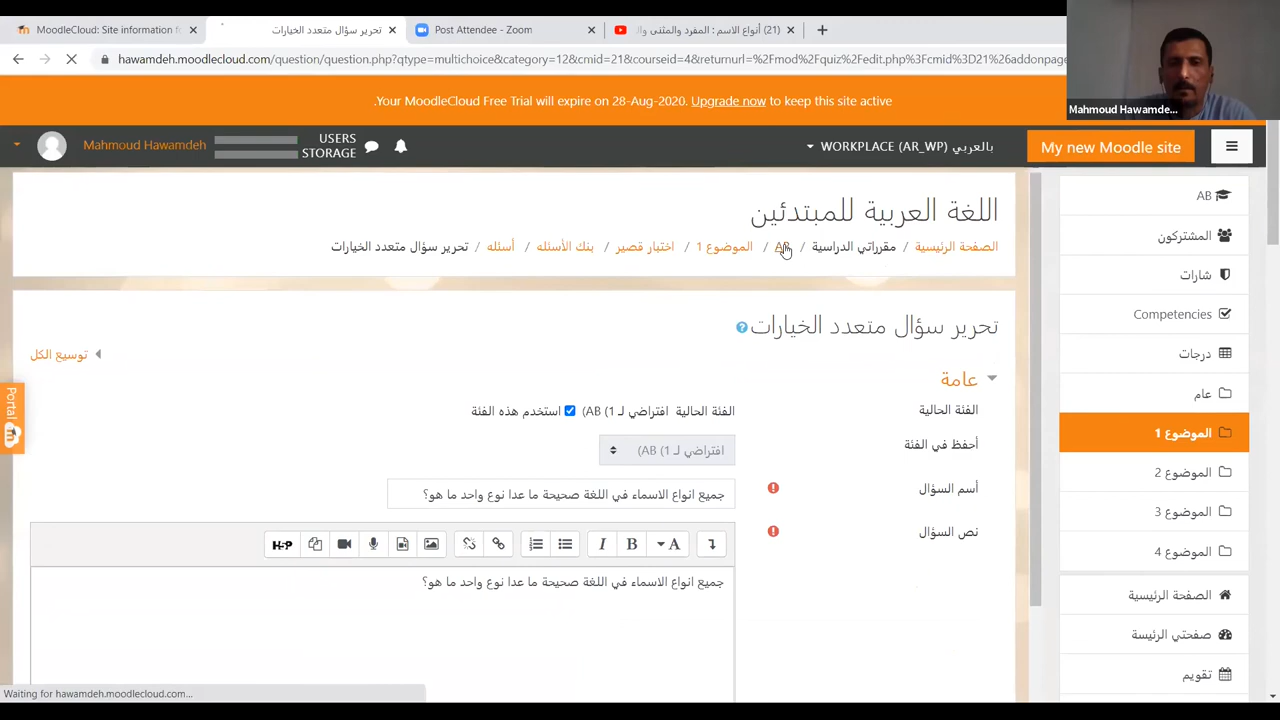 MoodleCloud: Site information f
تحرير سؤال متعدد الخيارات
Post Attendee - Zoom
(21) أنواع الاسم : المفرد والمثنى وال
hawamdeh.moodlecloud.com/question/question.php?qtype=multichoice&category=12&cmid=21&courseid=4&returnurl=%2Fmod%2Fquiz%2Fedit.php%3Fcmid%3D21%26addonpage
Mahmoud Hawamde...
.Your MoodleCloud Free Trial will expire on 28-Aug-2020. Upgrade now to keep this site active
My new Moodle site
بالعربي WORKPLACE (AR_WP)
USERS
STORAGE
Mahmoud Hawamdeh
اللغة العربية للمبتدئين
الصفحة الرئيسية / مقرراتي الدراسية / AB / الموضوع 1 / اختبار قصير / بنك الأسئله / أسئله / تحرير سؤال متعدد الخيارات
تحرير سؤال متعدد الخيارات
توسيع الكل
عامة
الفئة الحالية
الفئة الحالية افتراضي لـ AB (1) استخدم هذه الفئة
أحفظ في الفئة
افتراضي لـ AB (1)
أسم السؤال
جميع انواع الاسماء في اللغة صحيحة ما عدا نوع واحد ما هو؟
نص السؤال
A B I H-P
جميع انواع الاسماء في اللغة صحيحة ما عدا نوع واحد ما هو؟
AB
المشتركون
شارات
Competencies
درجات
عام
الموضوع 1
الموضوع 2
الموضوع 3
الموضوع 4
الصفحة الرئيسية
صفحتي الرئيسة
تقويم
Portal
Waiting for hawamdeh.moodlecloud.com...